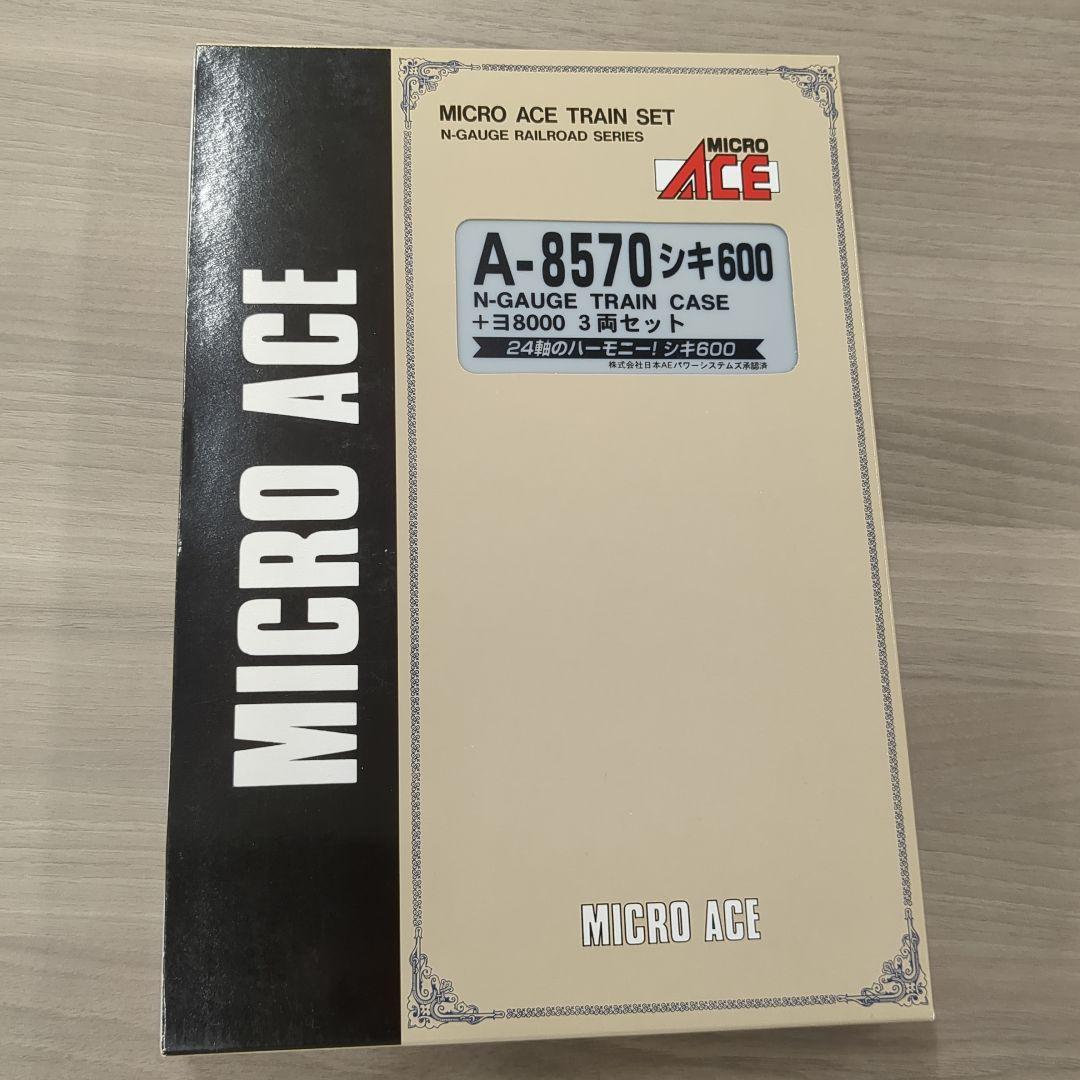 MICRO ACE
MICRO ACE TRAIN SET
N-GAUGE RAILROAD SERIES
MICRO
ACE
A-8570 シキ600
N-GAUGE TRAIN CASE
+ヨ8000 3両セット
24軸のハーモニー! シキ600
株式会社日本AEパワーシステムズ承認済
MICRO ACE